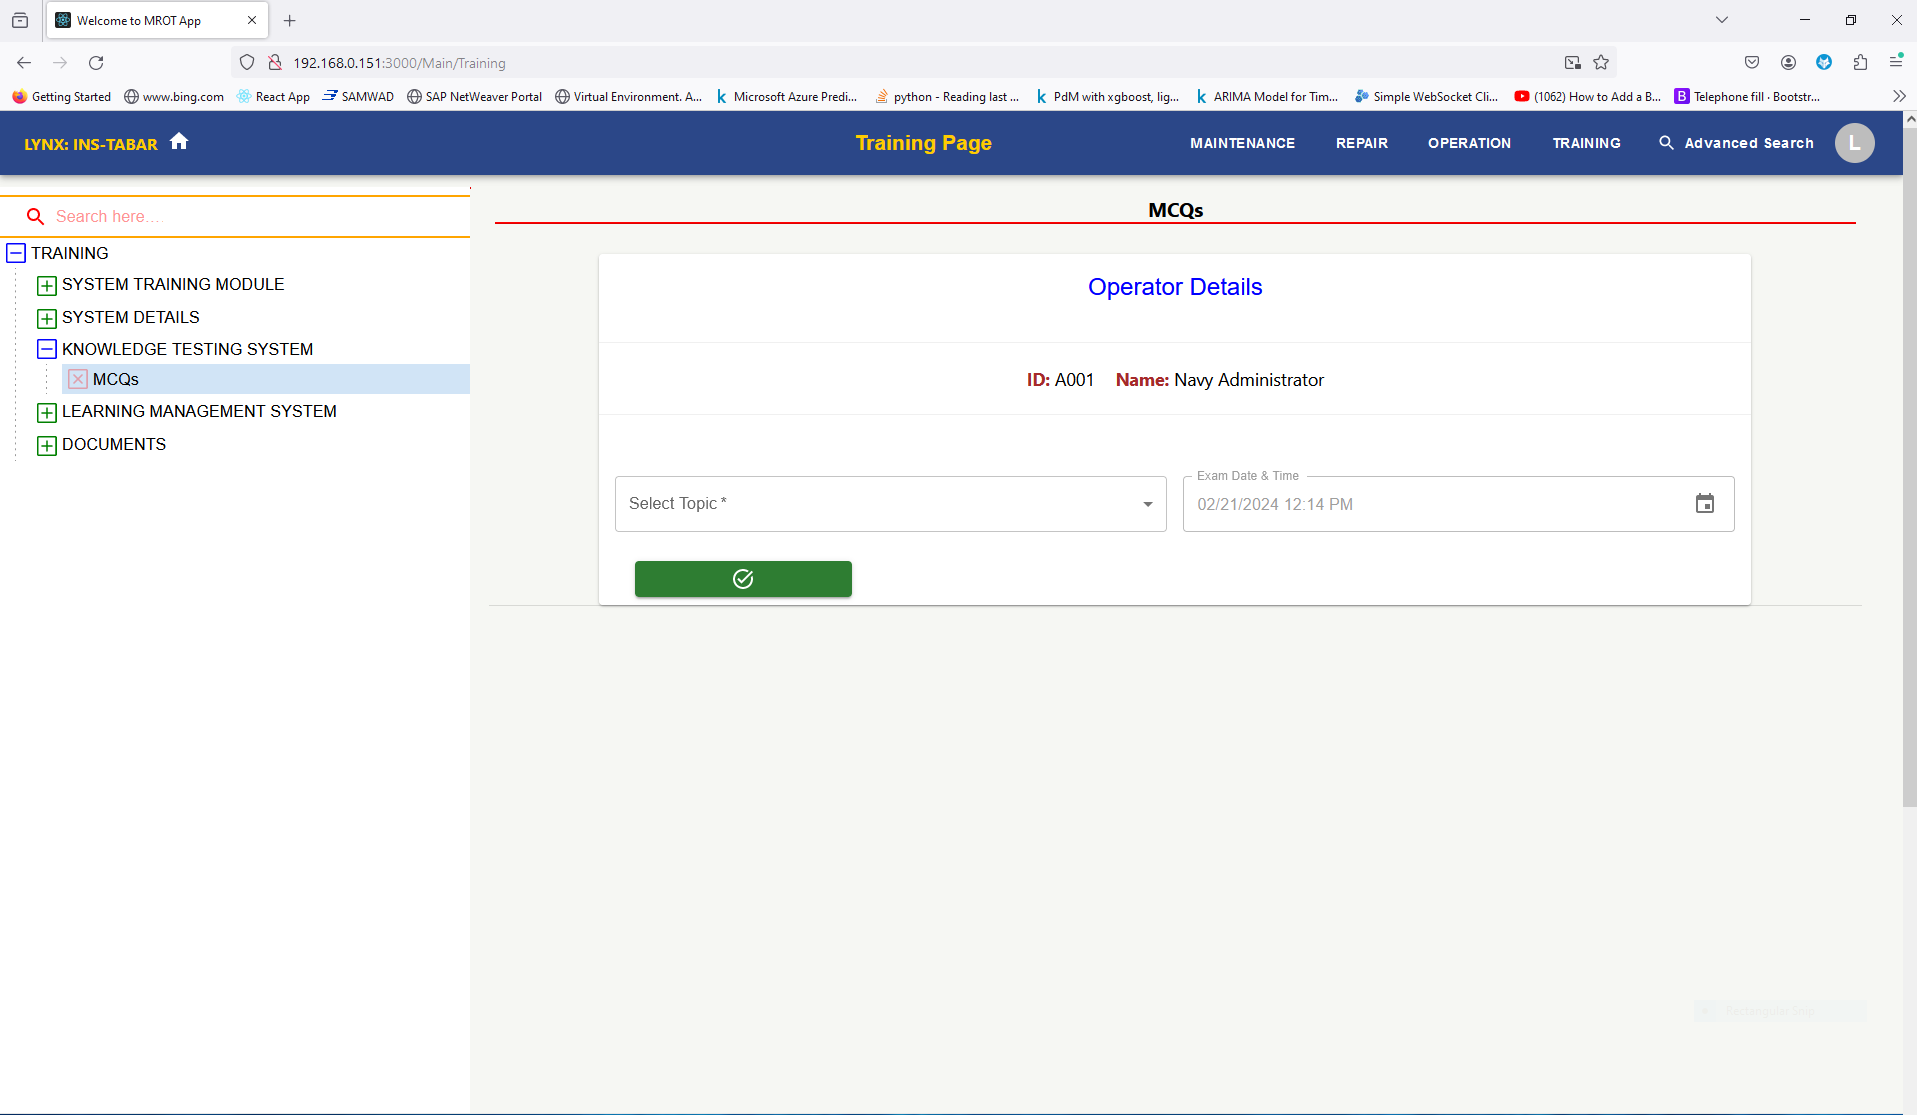 Welcome to MROT App
192.168.0.151:3000/Main/Training
Getting Started www.bing.com React App SAMWAD SAP NetWeaver Portal Virtual Environment. A... Microsoft Azure Predi... python - Reading last ... PdM with xgboost, lig... ARIMA Model for Tim... Simple WebSocket Cli... (1062) How to Add a B... B Telephone fill · Bootstr...
LYNX: INS-TABAR Training Page MAINTENANCE REPAIR OPERATION TRAINING Advanced Search L
Search here....
TRAINING
SYSTEM TRAINING MODULE
SYSTEM DETAILS
KNOWLEDGE TESTING SYSTEM
MCQs
LEARNING MANAGEMENT SYSTEM
DOCUMENTS
MCQs
Operator Details
ID: A001 Name: Navy Administrator
Select Topic *
Exam Date & Time
02/21/2024 12:14 PM